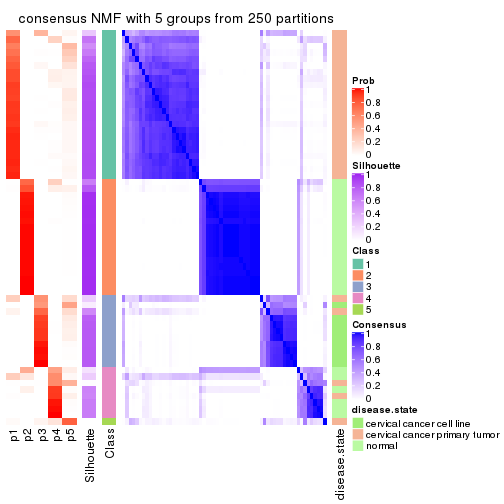 consensus NMF with 5 groups from 250 partitions
Prob
1
0.8
0.6
0.4
0.2
0
Silhouette
1
0.8
0.6
0.4
0.2
0
Class
1
2
3
4
5
Consensus
1
0.8
0.6
0.4
0.2
0
disease.state
cervical cancer cell line
cervical cancer primary tumor
normal
p1
p2
p3
p4
p5
Silhouette
Class
disease.state